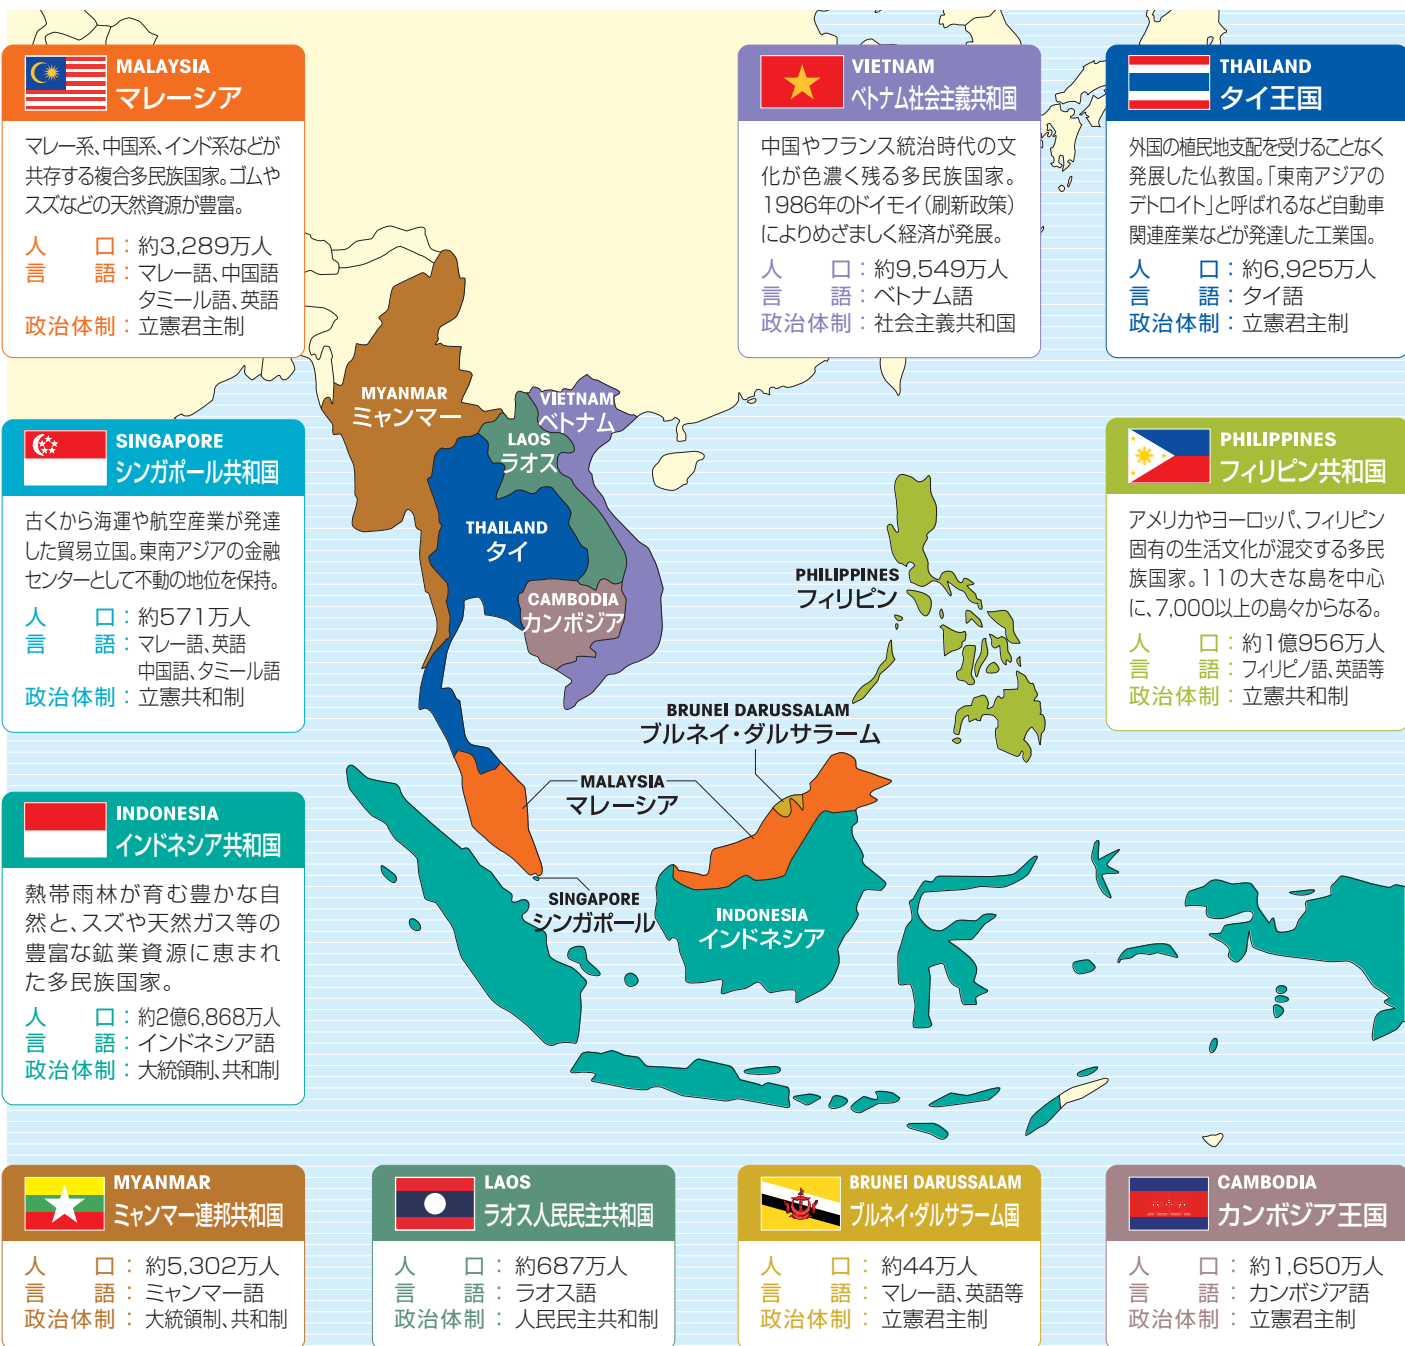 MALAYSIA
マレーシア
マレー系、中国系、インド系などが
共存する複合多民族国家。ゴムや
スズなどの天然資源が豊富。
人口：約3,289万人
言語：マレー語、中国語
タミール語、英語
政治体制：立憲君主制
VIETNAM
ベトナム社会主義共和国
中国やフランス統治時代の文
化が色濃く残る多民族国家。
1986年のドイモイ(刷新政策)
によりめざましく経済が発展。
人口：約9,549万人
言語：ベトナム語
政治体制：社会主義共和国
THAILAND
タイ王国
外国の植民地支配を受けることなく
発展した仏教国。「東南アジアの
デトロイト」と呼ばれるなど自動車
関連産業などが発達した工業国。
人口：約6,925万人
言語：タイ語
政治体制：立憲君主制
SINGAPORE
シンガポール共和国
古くから海運や航空産業が発達
した貿易立国。東南アジアの金融
センターとして不動の地位を保持。
人口：約571万人
言語：マレー語、英語
中国語、タミール語
政治体制：立憲共和制
PHILIPPINES
フィリピン共和国
アメリカやヨーロッパ、フィリピン
固有の生活文化が混交する多民
族国家。11の大きな島を中心
に、7,000以上の島々からなる。
人口：約1億956万人
言語：フィリピノ語、英語等
政治体制：立憲共和制
MYANMAR
ミャンマー
VIETNAM
ベトナム
LAOS
ラオス
THAILAND
タイ
CAMBODIA
カンボジア
PHILIPPINES
フィリピン
BRUNEI DARUSSALAM
ブルネイ・ダルサラーム
MALAYSIA
マレーシア
SINGAPORE
シンガポール
INDONESIA
インドネシア
INDONESIA
インドネシア共和国
熱帯雨林が育む豊かな自
然と、スズや天然ガス等の
豊富な鉱業資源に恵まれ
た多民族国家。
人口：約2億6,868万人
言語：インドネシア語
政治体制：大統領制、共和制
MYANMAR
ミャンマー連邦共和国
人口：約5,302万人
言語：ミャンマー語
政治体制：大統領制、共和制
LAOS
ラオス人民民主共和国
人口：約687万人
言語：ラオス語
政治体制：人民民主共和制
BRUNEI DARUSSALAM
ブルネイ・ダルサラーム国
人口：約44万人
言語：マレー語、英語等
政治体制：立憲君主制
CAMBODIA
カンボジア王国
人口：約1,650万人
言語：カンボジア語
政治体制：立憲君主制